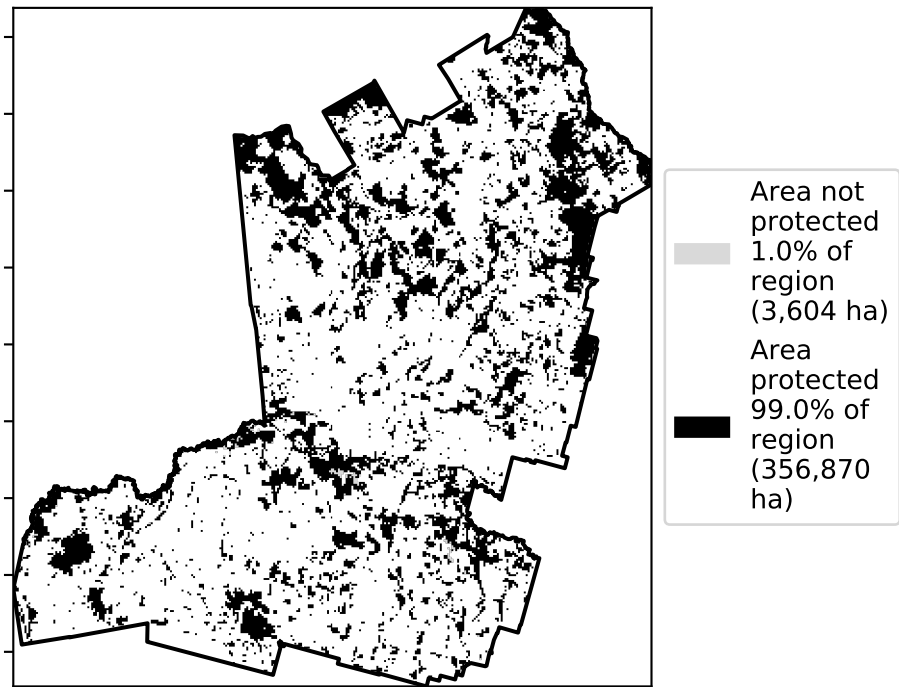 Area not
protected
1.0% of
region
(3,604 ha)
Area
protected
99.0% of
region
(356,870
ha)